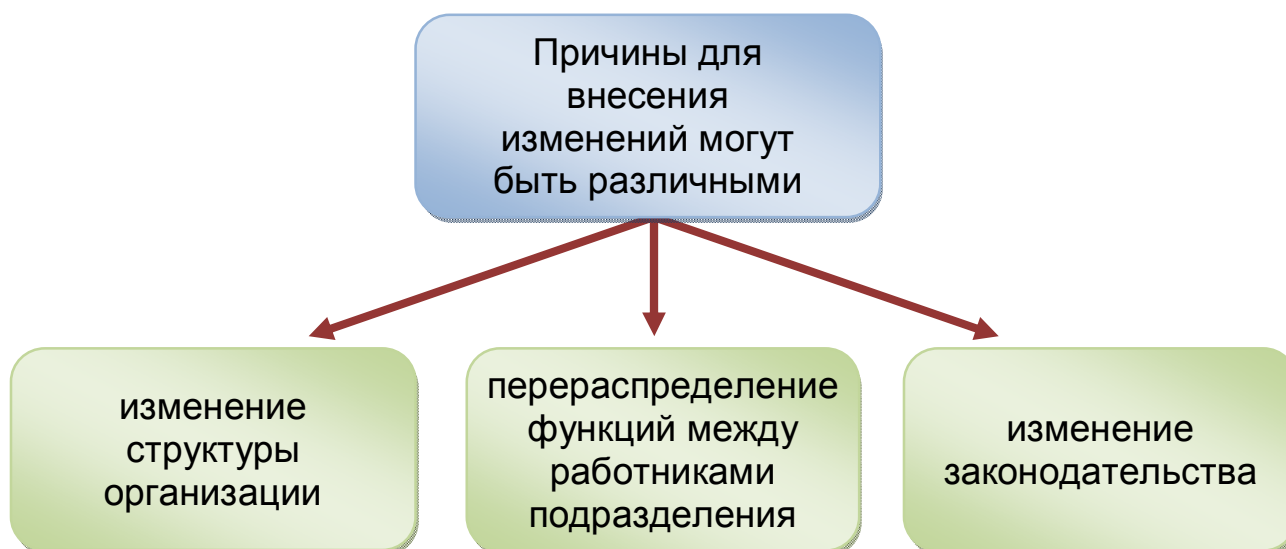 Причины для
внесения
изменений могут
быть различными
изменение
структуры
организации
перераспределение
функций между
работниками
подразделения
изменение
законодательства